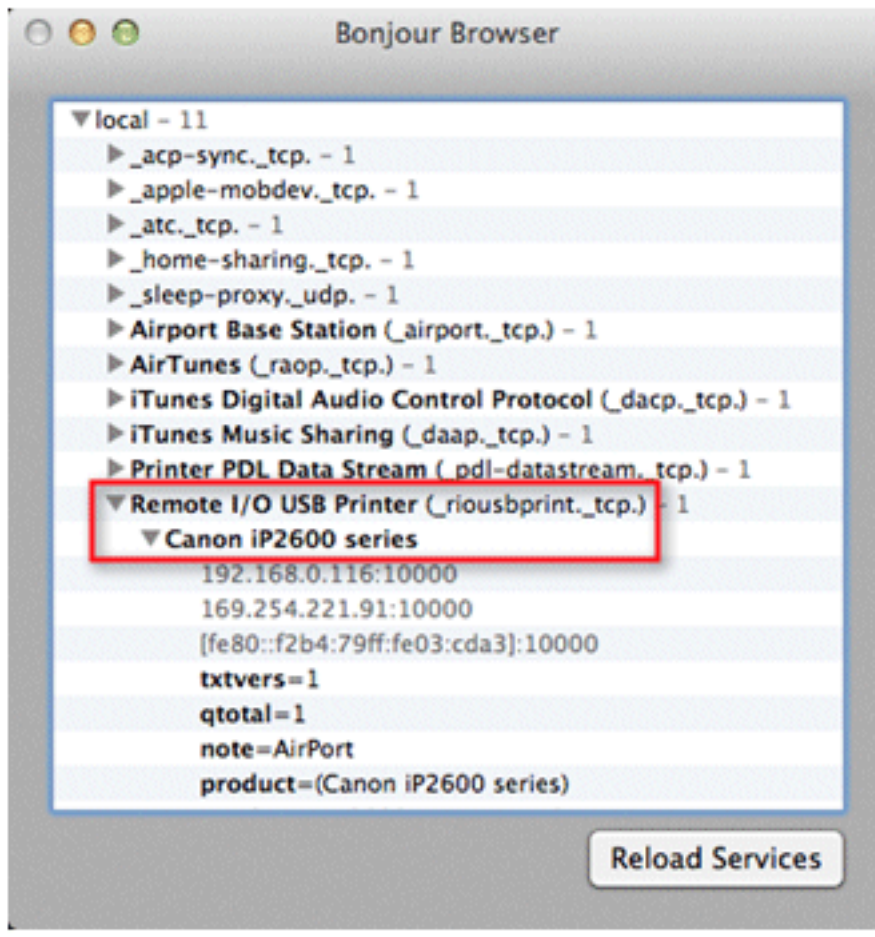 Bonjour Browser
local - 11
_acp-sync._tcp. - 1
_apple-mobdev._tcp. - 1
_atc._tcp. - 1
_home-sharing._tcp. - 1
_sleep-proxy._udp. - 1
Airport Base Station (_airport._tcp.) - 1
AirTunes (_raop._tcp.) - 1
iTunes Digital Audio Control Protocol (_dacp._tcp.) - 1
iTunes Music Sharing (_daap._tcp.) - 1
Printer PDL Data Stream (_pdl-datastream._tcp.) - 1
Remote I/O USB Printer (_riousbprint._tcp.) - 1
Canon iP2600 series
192.168.0.116:10000
169.254.221.91:10000
[fe80::f2b4:79ff:fe03:cda3]:10000
txtvers=1
qtotal=1
note=AirPort
product=(Canon iP2600 series)
Reload Services